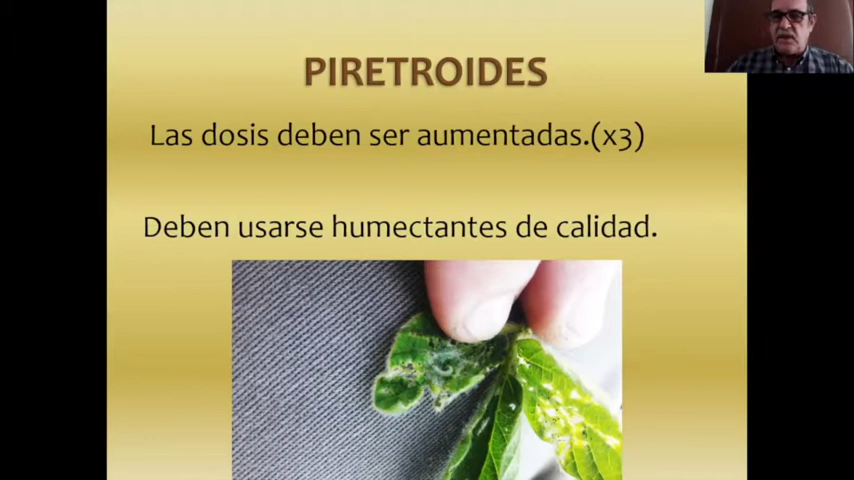 PIRETROIDES
Las dosis deben ser aumentadas.(x3)
Deben usarse humectantes de calidad.